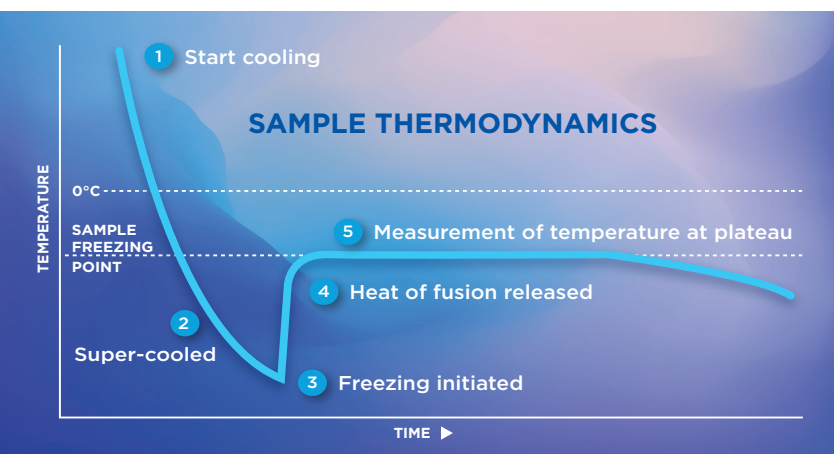 1 Start cooling
SAMPLE THERMODYNAMICS
TEMPERATURE
0°C
SAMPLE
FREEZING
POINT
5 Measurement of temperature at plateau
4 Heat of fusion released
2
Super-cooled
3 Freezing initiated
TIME